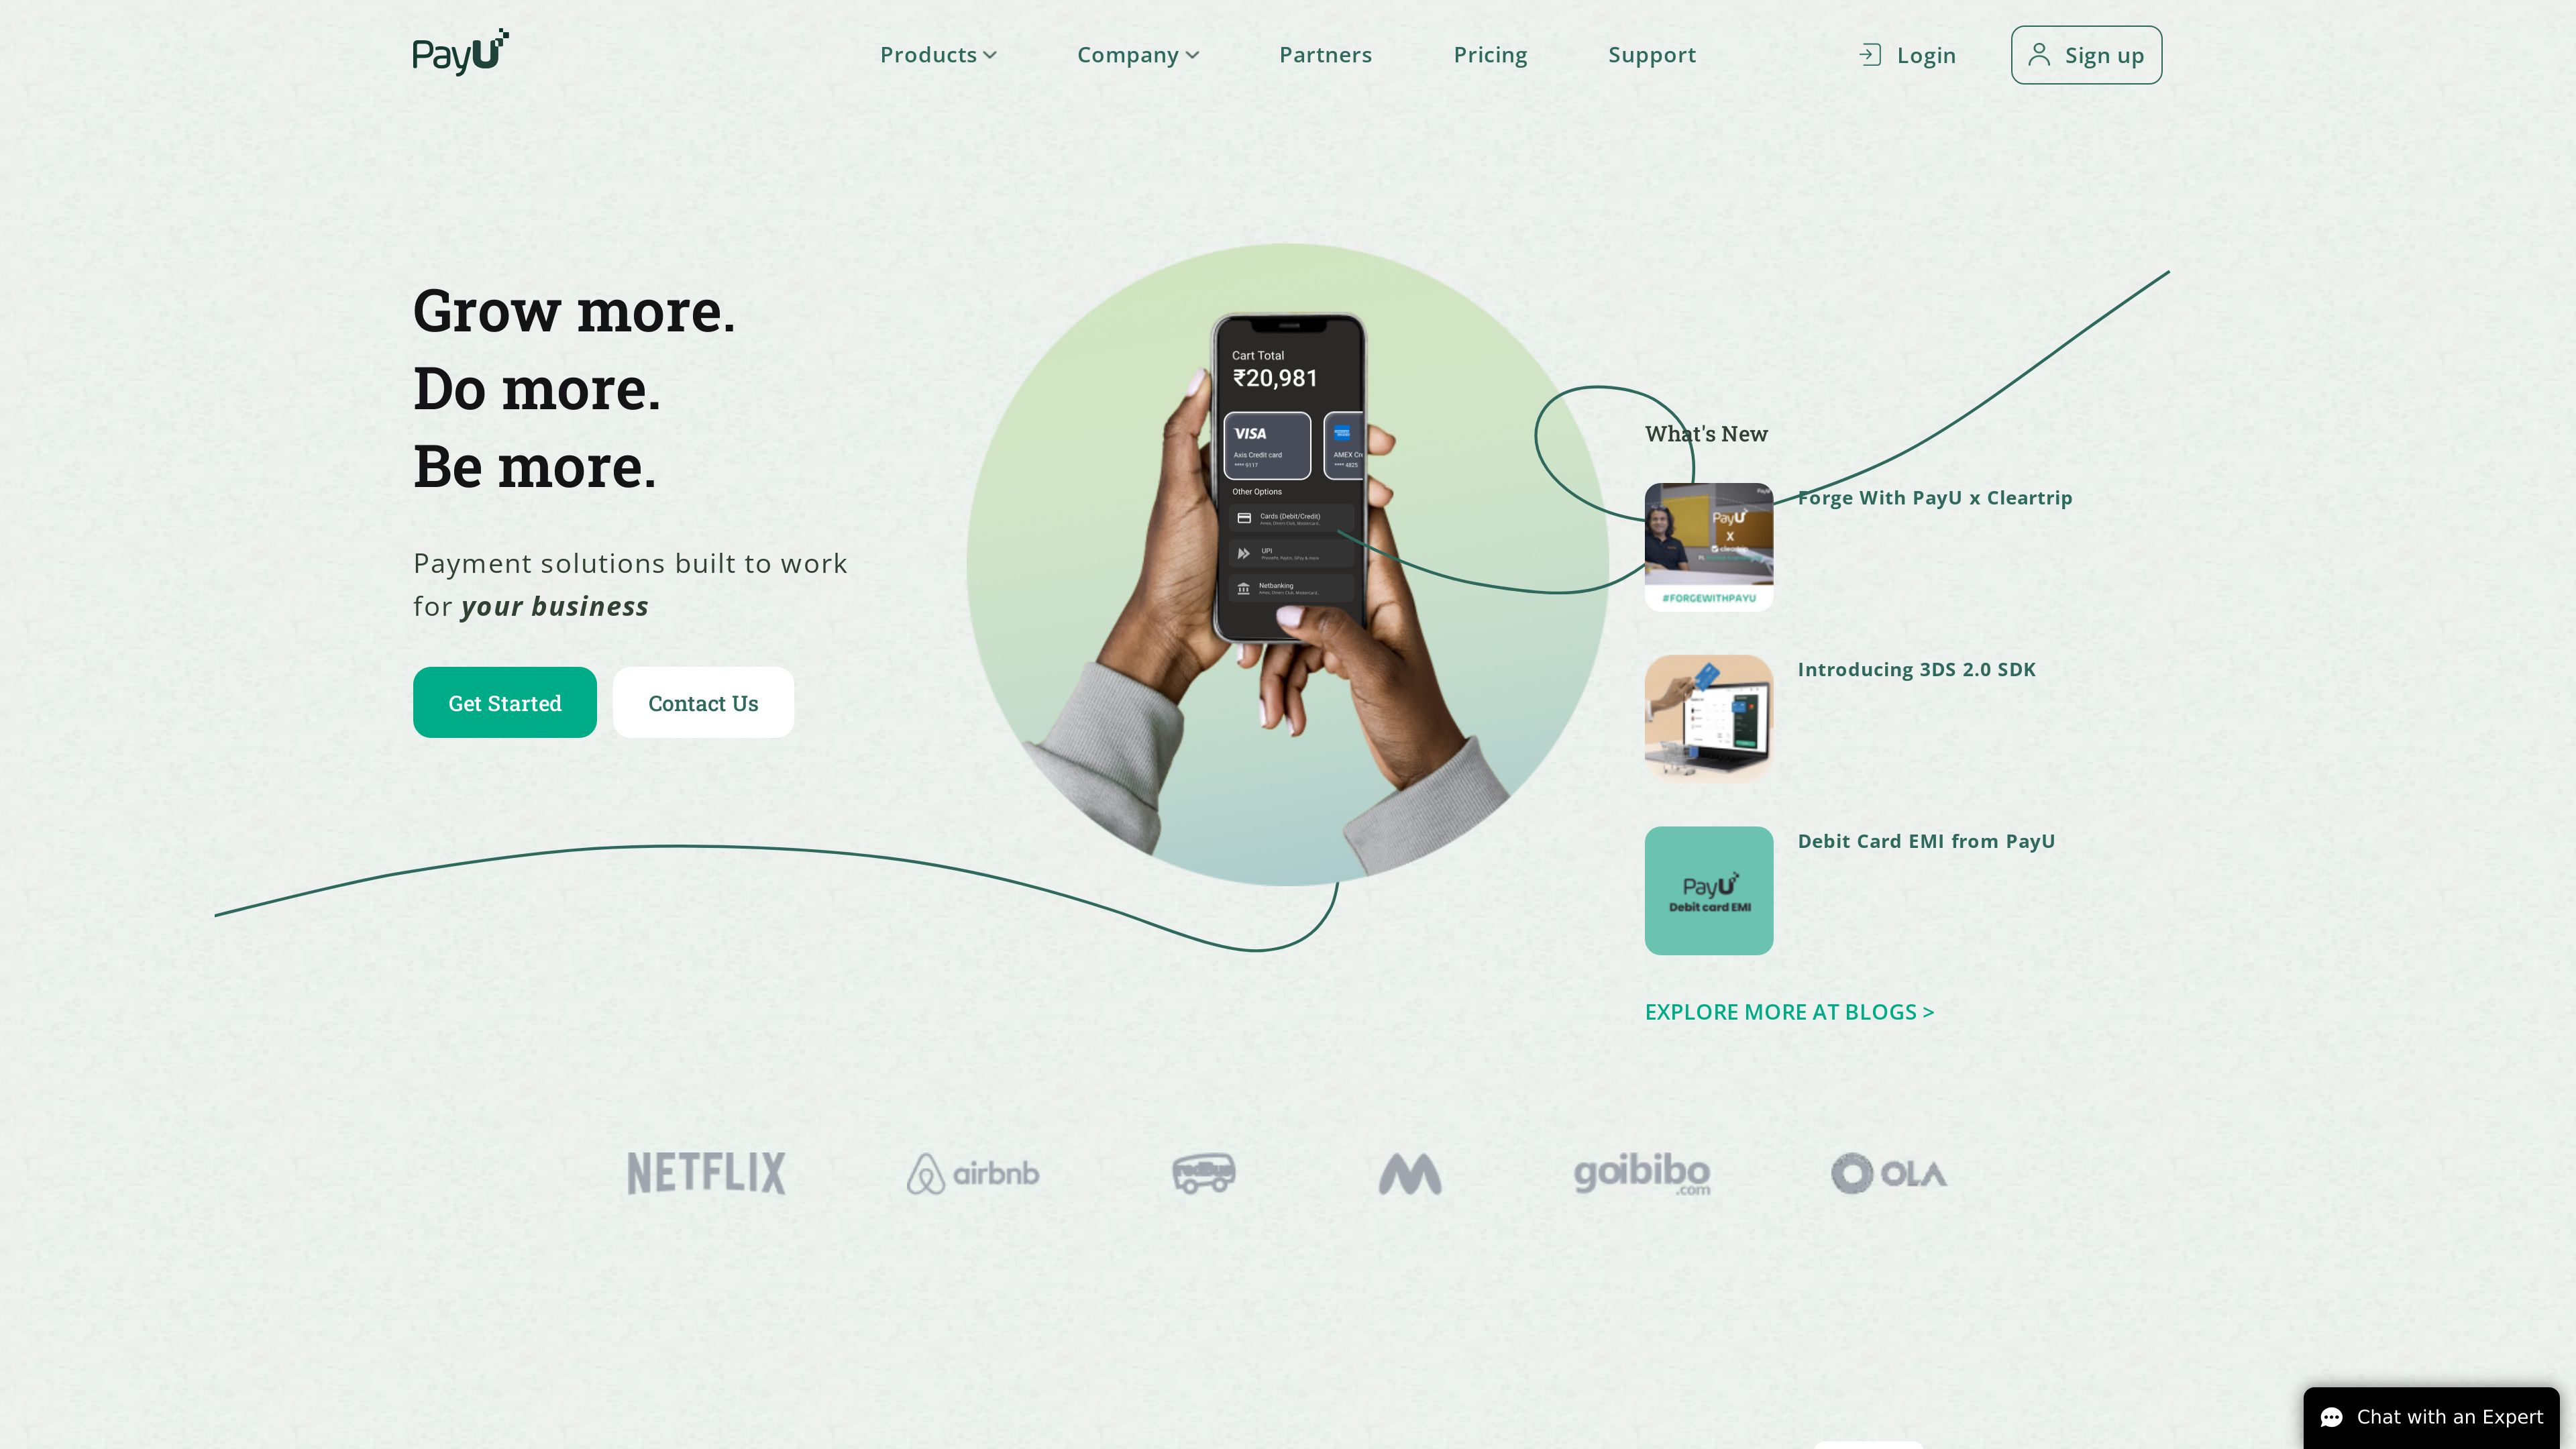 PayU
Products
Company
Partners
Pricing
Support
Login
Sign up
Grow more.
Do more.
Be more.
Payment solutions built to work
for your business
Get Started
Contact Us
Cart Total
₹20,981
VISA
Axis Credit card
**** 9117
AMEX
**** 4825
Other Options
Cards (Debit/Credit)
UPI
Netbanking
What's New
PayU
X
cleartrip
#FORGEWITHPAYU
Forge With PayU x Cleartrip
Introducing 3DS 2.0 SDK
PayU
Debit card EMI
Debit Card EMI from PayU
EXPLORE MORE AT BLOGS >
NETFLIX
airbnb
redBus
goibibo
.com
OLA
Chat with an Expert